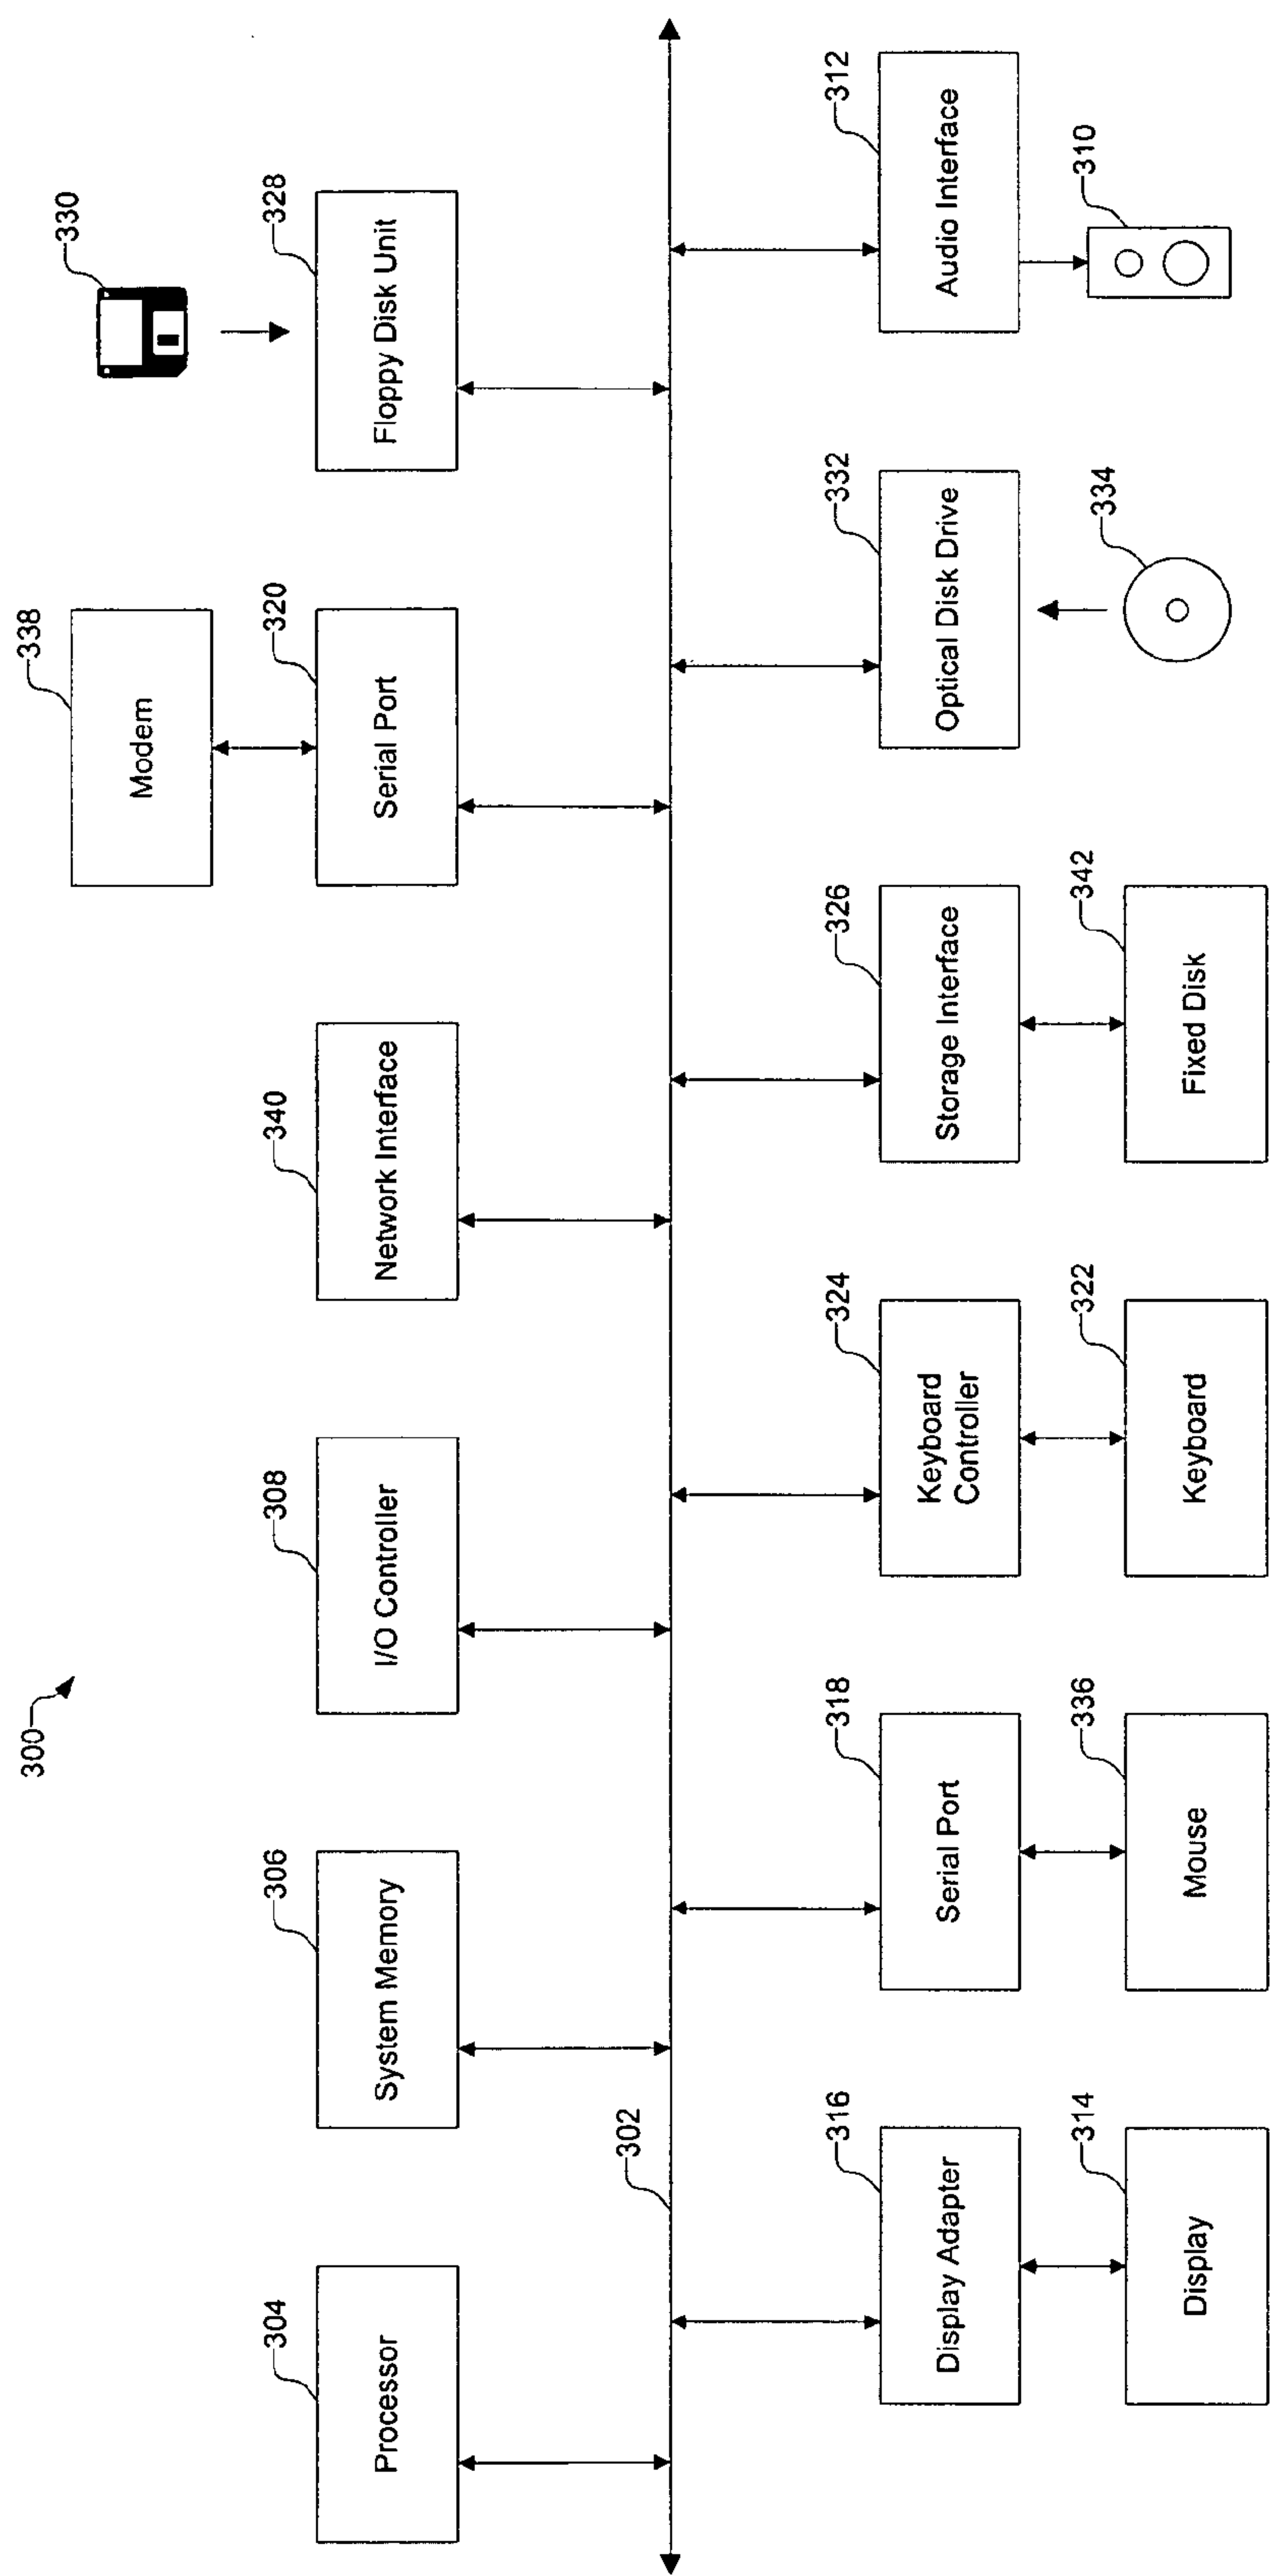 300
338
330
Modem
304
306
308
340
320
328
Processor
System Memory
I/O Controller
Network Interface
Serial Port
Floppy Disk Unit
302
316
318
324
326
332
312
Display Adapter
Serial Port
Keyboard
Controller
Storage Interface
Optical Disk Drive
Audio Interface
314
336
322
342
334
310
Display
Mouse
Keyboard
Fixed Disk